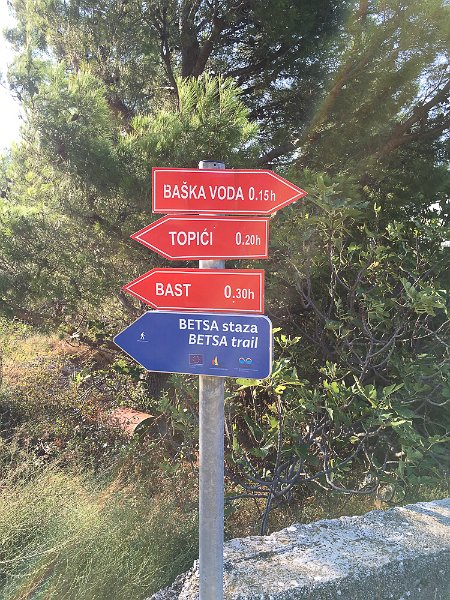 BAŠKA VODA 0.15h
TOPIĆI 0.20h
BAST 0.30h
BETSA staza
BETSA trail